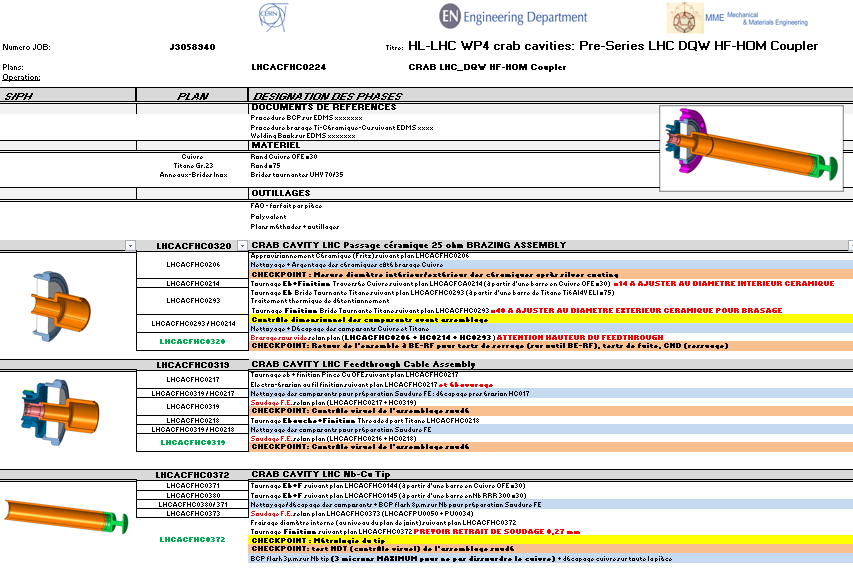 CERN
EN Engineering Department
MME Mechanical & Materials Engineering
Numero JOB: J3058940 Titre: HL-LHC WP4 crab cavities: Pre-Series LHC DQW HF-HOM Coupler
Plans: LHCACFHC0224 CRAB LHC_DQW HF-HOM Coupler
Operation:
S/PH PLAN DESIGNATION DES PHASES
DOCUMENTS DE REFERENCES
Procedure BCP sur EDMS xxxxxxx
Procedure brasage Ti-Céramique-Cu suivant EDMS xxxx
Welding Book sur EDMS xxxxxxx
MATERIEL
Cuivre Rond Cuivre OFE ø30
Titane Gr.23 Rond ø75
Anneaux-Brides Inox Brides tournantes UHV 70/35
OUTILLAGES
FAO - forfait par pièce
Polyvalent
Plans méthodes + outillages
LHCACFHC0320 CRAB CAVITY LHC Passage céramique 25 ohm BRAZING ASSEMBLY
LHCACFHC0206 Approvisionnement Céramique (Fritz) suivant plan LHCACFHC0206
Nettoyage + Argentage des céramiques côté brasage Cuivre
CHECKPOINT : Mesure diamètre intérieur/extérieur des céramiques après silver coating
LHCACFHC0214 Tournage Eb+Finition Traversée Cuivre suivant plan LHCACFCA0214 (à partir d'une barre en Cuivre OFE ø30) ø14 A AJUSTER AU DIAMETRE INTERIEUR CERAMIQUE
LHCACFHC0293 Tournage Eb Bride Tournante Titane suivant plan LHCACFHC0293 (à partir d'une barre de Titane Ti6Al4V ELI ø75)
Traitement thermique de détentionnement
Tournage Finition Bride Tournante Titane suivant plan LHCACFHC0293 ø40 A AJUSTER AU DIAMETRE EXTERIEUR CERAMIQUE POUR BRASAGE
LHCACFHC0293 / HC0214 Contrôle dimensionnel des composants avant assemblage
Nettoyage + Décapage des composants Cuivre et Titane
LHCACFHC0320 Brasage sous vide selon plan (LHCACFHC0206 + HC0214 + HC0293) ATTENTION HAUTEUR DU FEEDTHROUGH
CHECKPOINT: Retour de l'ensemble à BE-RF pour tests de serrage (sur outil BE-RF), tests de fuite, CND (ressuage)
LHCACFHC0319 CRAB CAVITY LHC Feedthrough Cable Assembly
LHCACFHC0217 Tournage eb + finition Pince Cu OFE suivant plan LHCACFHC0217
Electro-érosion au fil finition suivant plan LHCACFHC0217 et ébavurage
LHCACFHC0319 / HC0217 Nettoyage des composants pour préparation Soudure FE : décapage press érosion HC017
LHCACFHC0319 Soudage F.E. selon plan (HC0217 + HC0319)
CHECKPOINT: Contrôle visuel de l'assemblage soudé
LHCACFHC0218 Tournage Ebauche+Finition Threaded part Titane LHCACFHC0218
LHCACFHC0319 / HC0218 Nettoyage des composants pour préparation Soudure FE
LHCACFHC0319 Soudage F.E. selon plan (HC0216 + HC0218)
CHECKPOINT: Contrôle visuel de l'assemblage soudé
LHCACFHC0372 CRAB CAVITY LHC Nb-Cu Tip
LHCACFHC0371 Tournage Eb+F suivant plan LHCACFHC0144 (à partir d'une barre en Cuivre OFE ø30)
LHCACFHC0380 Tournage Eb+F suivant plan LHCACFHC0145 (à partir d'une barre en Nb RRR 300 ø30)
LHCACFHC0380/ 371 Nettoyage/décapage des composants + BCP flash 3µm sur Nb pour préparation Soudure FE
LHCACFHC0373 Soudage F.E. selon plan LHCACFHC0373 (LHCACFPU0050 + PU0034)
LHCACFHC0372 Fraisage diamètre interne (au niveau du plan de joint) suivant plan LHCACFHC0372
Tournage Finition suivant plan LHCACFHC0372 PREVOIR RETRAIT DE SOUDAGE 0,27 mm
CHECKPOINT : Métrologie du tip
CHECKPOINT: test NDT (contrôle visuel) de l'assemblage soudé
BCP flash 3µm sur Nb tip (3 microns MAXIMUM pour ne pas dissoudre le cuivre) + décapage cuivre sur toute la pièce